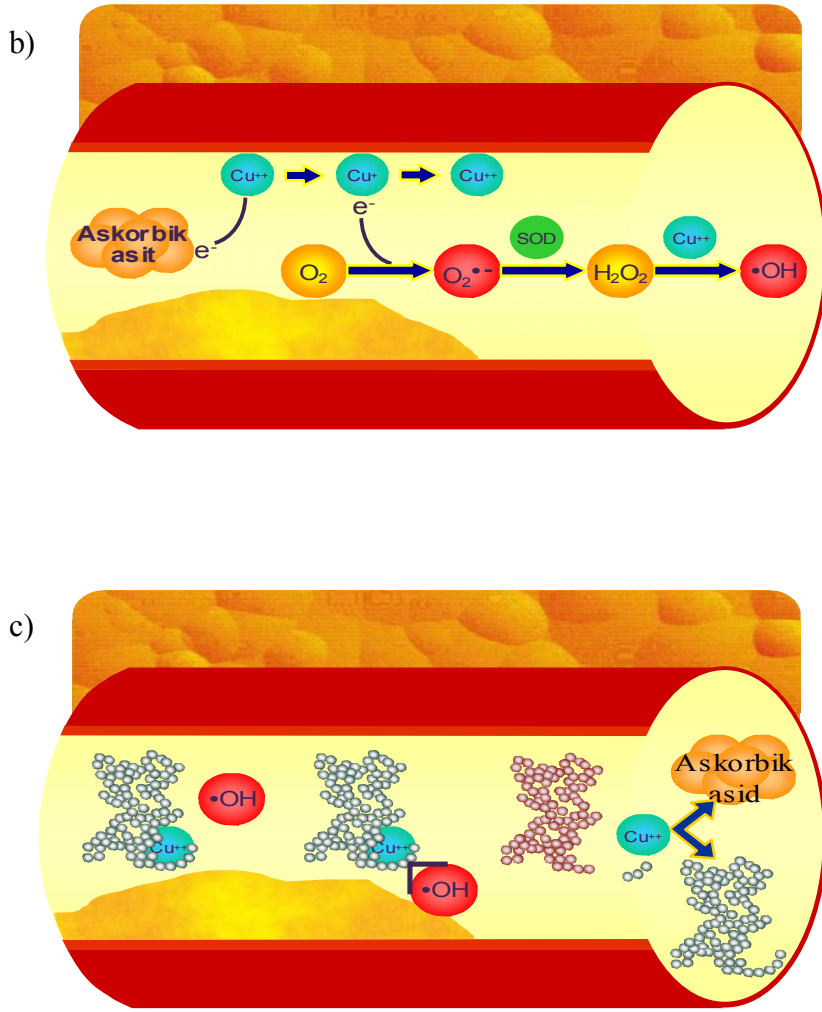 b)
Cu++ Cu+ Cu++
e-
Askorbik
asit
e-
SOD
Cu++
O2
O2•-
H2O2
•OH
c)
Askorbik
asid
•OH
Cu++
Cu++
Cu++
•OH